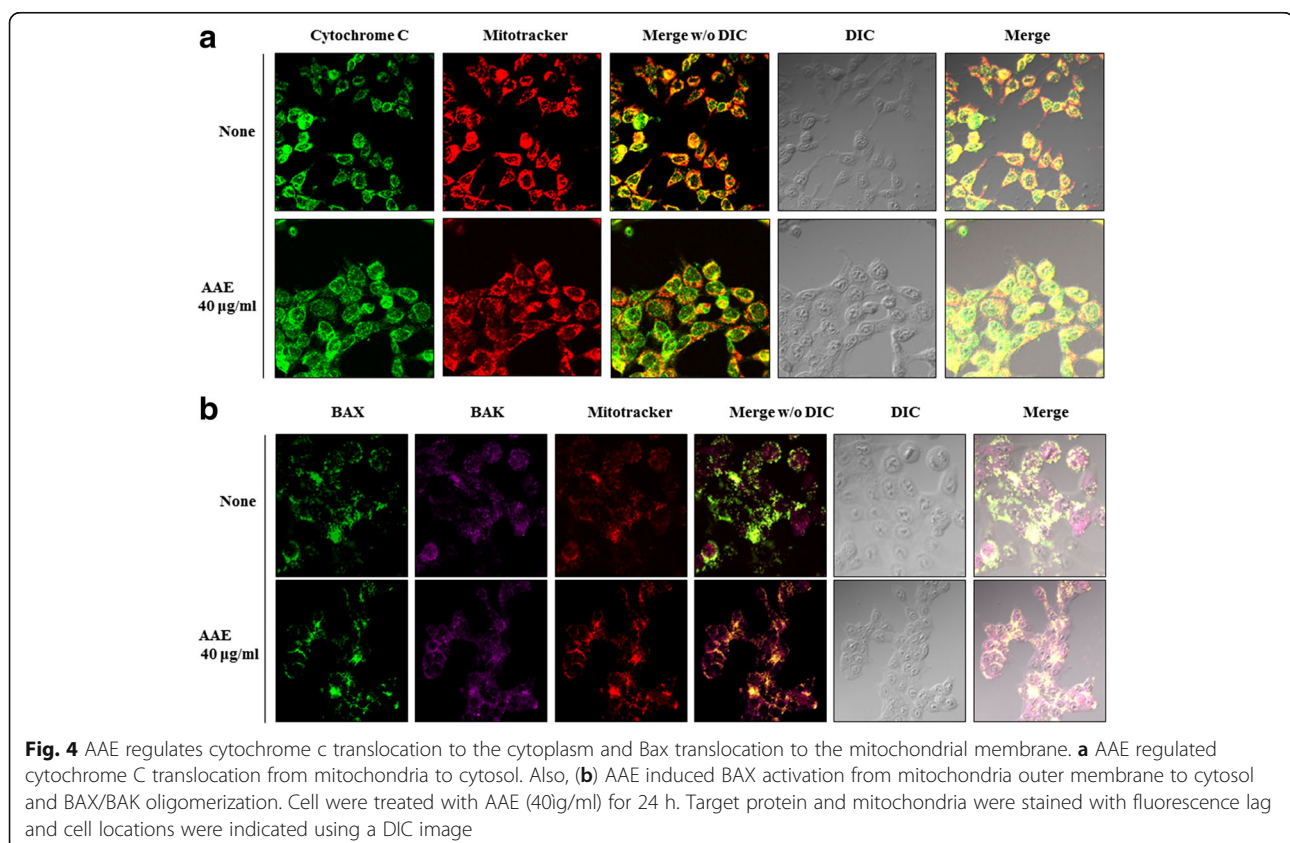 a
Cytochrome C Mitotracker Merge w/o DIC DIC Merge
None
AAE
40 µg/ml
b
BAX BAK Mitotracker Merge w/o DIC DIC Merge
None
AAE
40 µg/ml
Fig. 4 AAE regulates cytochrome c translocation to the cytoplasm and Bax translocation to the mitochondrial membrane. a AAE regulated
cytochrome C translocation from mitochondria to cytosol. Also, (b) AAE induced BAX activation from mitochondria outer membrane to cytosol
and BAX/BAK oligomerization. Cell were treated with AAE (40ìg/ml) for 24 h. Target protein and mitochondria were stained with fluorescence lag
and cell locations were indicated using a DIC image